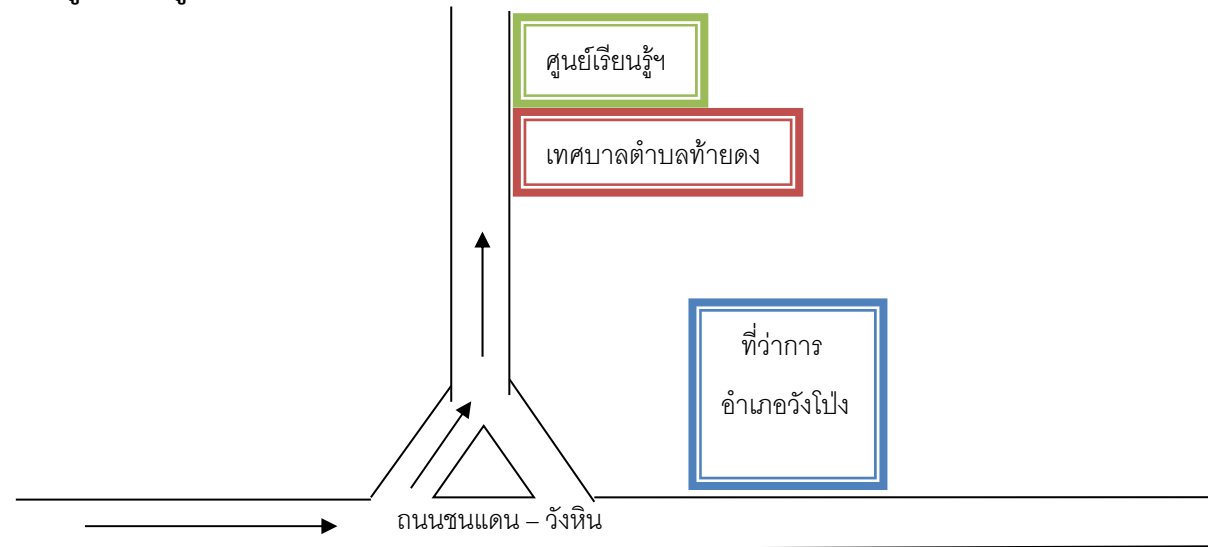 ศูนย์เรียนรู้ฯ
เทศบาลตำบลท้ายดง
ที่ว่าการ
อำเภอวังโป่ง
ถนนชนแดน – วังหิน